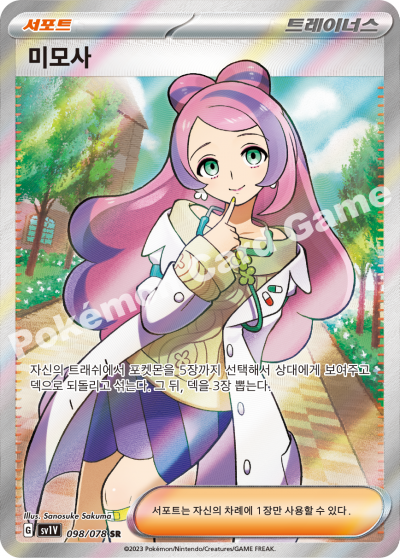 서포트
트레이너스
미모사
Pokémon Card Game
자신의 트래쉬에서 포켓몬을 5장까지 선택해서 상대에게 보여주고
덱으로 되돌리고 섞는다. 그 뒤, 덱을 3장 뽑는다.
Illus. Sanosuke Sakuma
서포트는 자신의 차례에 1장만 사용할 수 있다.
G SV1V 098/078 SR
©2023 Pokémon/Nintendo/Creatures/GAME FREAK.